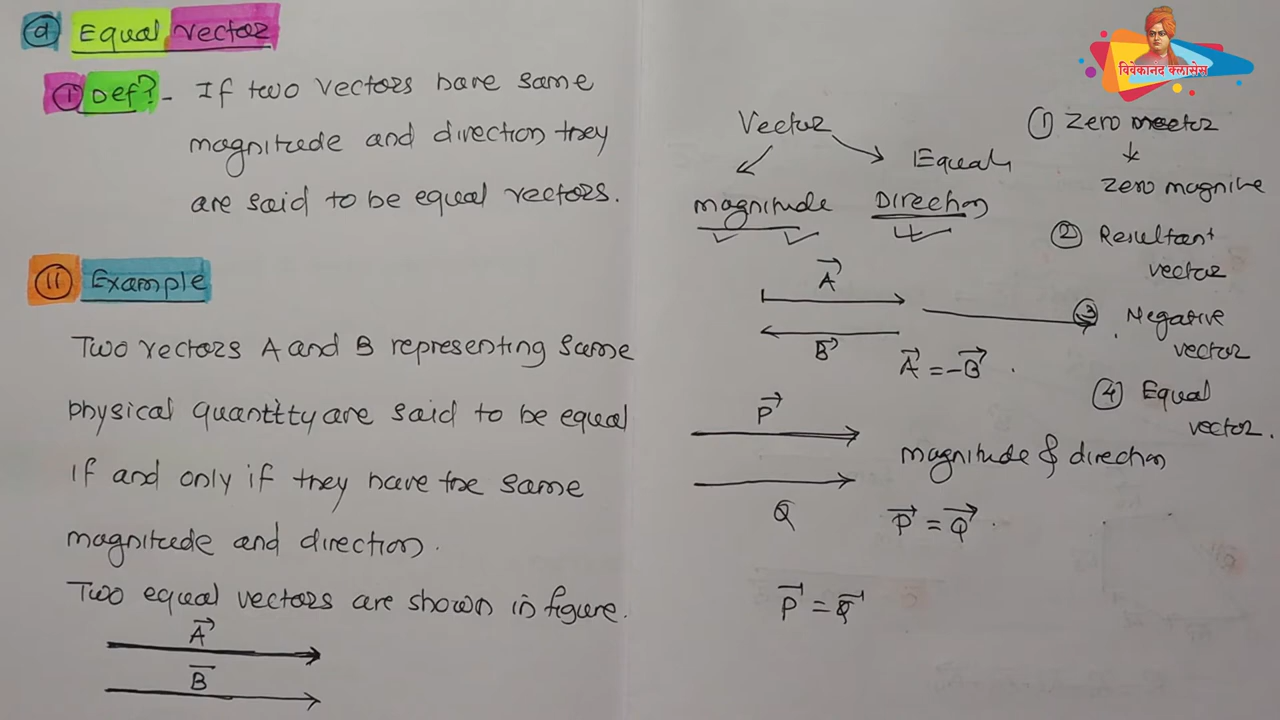 d Equal Vector
i Def? - If two vectors have same
magnitude and direction they
are said to be equal vectors.
II Example
Two vectors A and B representing same
physical quantity are said to be equal
if and only if they have the same
magnitude and direction.
Two equal vectors are shown in figure.
A
B
विवेकानंद क्लासेस
Vector
Equal
magnitude Direction
A
B
A = -B
P
magnitude & direction
Q
P = Q
P = Q
1 Zero vector
Zero
2 Resultant
vector
3 Negative
vector
4 Equal
vector.